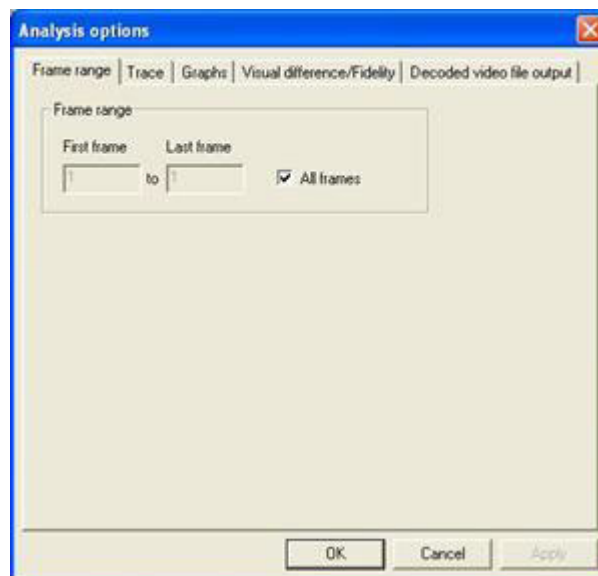 Analysis options
Frame range Trace Graphs Visual difference/Fidelity Decoded video file output
Frame range
First frame Last frame
1 to 1 All frames
OK Cancel Apply